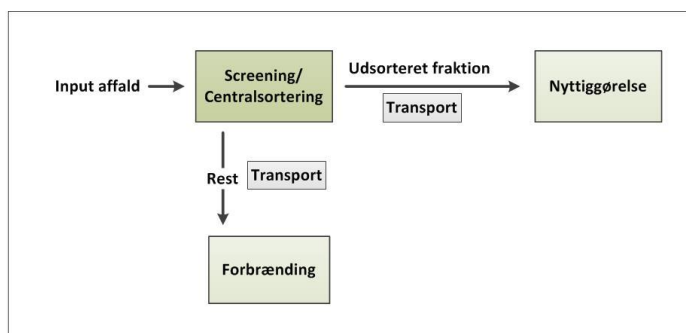 Input affald
Screening/
Centralsortering
Udsorteret fraktion
Transport
Nyttiggørelse
Rest
Transport
Forbrænding